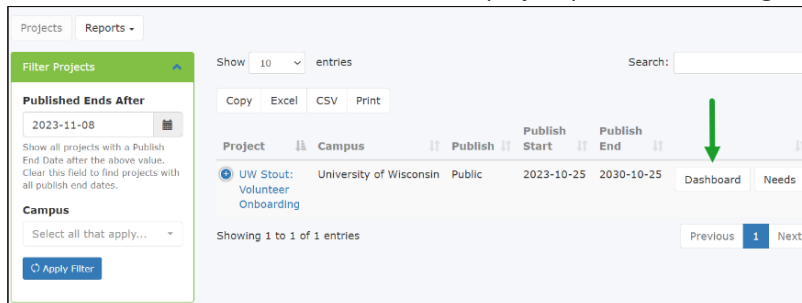 Projects Reports
Filter Projects
Published Ends After
2023-11-08
Show all projects with a Publish
End Date after the above value.
Clear this field to find projects with
all publish end dates.
Campus
Select all that apply...
Apply Filter
Show 10 entries Search:
Copy Excel CSV Print
Project Campus Publish Publish Start Publish End
UW Stout: Volunteer Onboarding University of Wisconsin Public 2023-10-25 2030-10-25 Dashboard Needs
Showing 1 to 1 of 1 entries Previous 1 Next